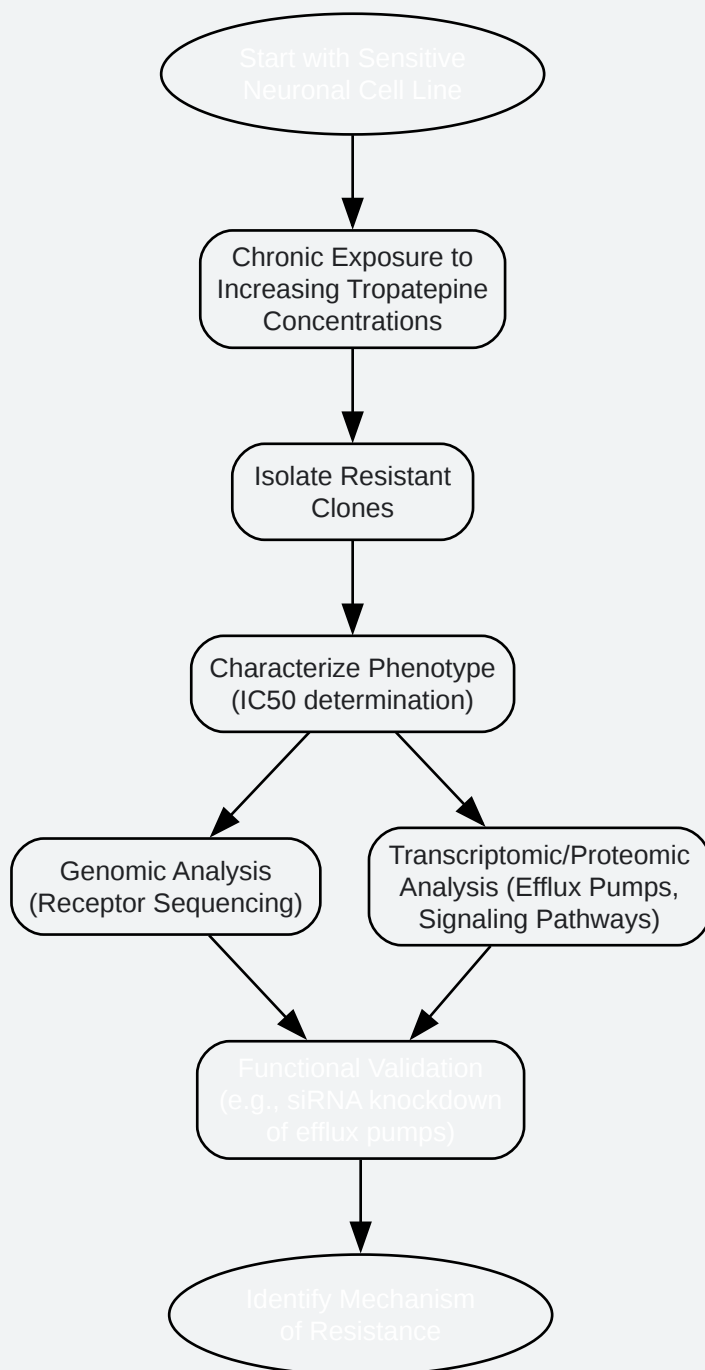 Start with Sensitive
Neuronal Cell Line
Chronic Exposure to
Increasing Tropatepine
Concentrations
Isolate Resistant
Clones
Characterize Phenotype
(IC50 determination)
Genomic Analysis
(Receptor Sequencing)
Transcriptomic/Proteomic
Analysis (Efflux Pumps,
Signaling Pathways)
Functional Validation
(e.g., siRNA knockdown
of efflux pumps)
Identify Mechanism
of Resistance